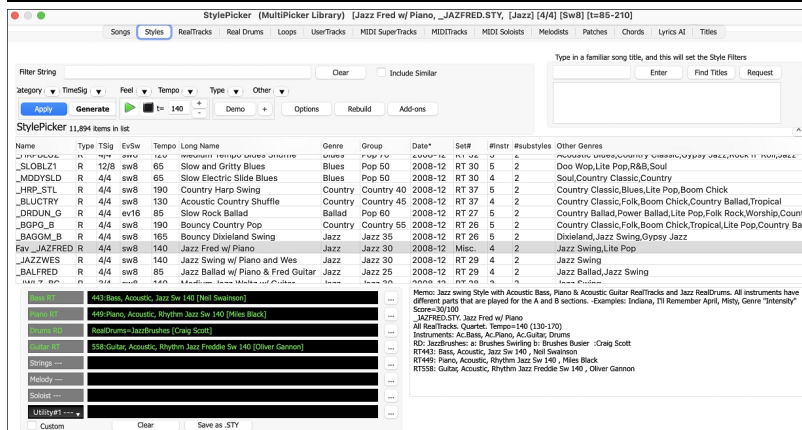 StylePicker (MultiPicker Library) [Jazz Fred w/ Piano, _JAZFRED.STY, [Jazz] [4/4] [Sw8] [t=85-210]
Songs Styles RealTracks Real Drums Loops UserTracks MIDI SuperTracks MIDITracks MIDI Soloists Melodists Patches Chords Lyrics AI Titles
Type in a familiar song title, and this will set the Style Filters
Filter String Clear Include Similar Enter Find Titles Request
ategory TimeSig Feel Tempo Type Other
Apply Generate t= 140 + - Demo + Options Rebuild Add-ons
StylePicker 11,894 items in list
Name Type TSig EvSw Tempo Long Name Genre Group Date* Set# #Instr #substyles Other Genres
_SLOBLZ1 R 12/8 sw8 65 Slow and Gritty Blues Blues Pop 50 2008-12 RT 30 5 2 Doo Wop,Lite Pop,R&B,Soul
_MDDYSLD R 4/4 sw8 65 Slow Electric Slide Blues Blues Pop 50 2008-12 RT 30 4 2 Soul,Country Classic,Country
_HRP_STL R 4/4 sw8 190 Country Harp Swing Country Country 40 2008-12 RT 37 5 2 Country Classic,Blues,Lite Pop,Boom Chick
_BLUCTRY R 4/4 sw8 130 Acoustic Country Shuffle Country Country 45 2008-12 RT 37 4 2 Country Classic,Folk,Boom Chick,Country Ballad,Tropical
_DRDUN_G R 4/4 ev16 85 Slow Rock Ballad Ballad Pop 60 2008-12 RT 27 5 2 Country Ballad,Power Ballad,Lite Pop,Folk Rock,Worship,Count
_BGPG_B R 4/4 sw8 190 Bouncy Country Pop Country Country 55 2008-12 RT 26 5 2 Country Classic,Folk,Boom Chick,Tropical,Lite Pop,Country Ba
_BAGGM_B R 4/4 sw8 165 Bouncy Dixieland Swing Jazz Jazz 35 2008-12 RT 26 5 2 Dixieland,Jazz Swing,Gypsy Jazz
Fav _JAZFRED R 4/4 sw8 140 Jazz Fred w/ Piano Jazz Jazz 30 2008-12 Misc. 4 2 Jazz Swing,Lite Pop
_JAZZWES R 4/4 sw8 140 Jazz Swing w/ Piano and Wes Jazz Jazz 30 2008-12 RT 29 4 2 Jazz Swing
_BALFRED R 4/4 sw8 85 Jazz Ballad w/ Piano & Fred Guitar Jazz Jazz 25 2008-12 RT 29 4 2 Jazz Ballad,Jazz Swing
Bass RT 443:Bass, Acoustic, Jazz Sw 140 [Neil Swainson] ...
Piano RT 449:Piano, Acoustic, Rhythm Jazz Sw 140 [Miles Black] ...
Drums RD RealDrums=JazzBrushes [Craig Scott] ...
Guitar RT 558:Guitar, Acoustic, Rhythm Jazz Freddie Sw 140 [Oliver Gannon] ...
Strings --- ...
Melody --- ...
Soloist --- ...
Utility#1 --- ...
Custom Clear Save as .STY
Memo: Jazz swing Style with Acoustic Bass, Piano & Acoustic Guitar RealTracks and Jazz RealDrums. All instruments have
different parts that are played for the A and B sections. -Examples: Indiana, I'll Remember April, Misty, Genre "Intensity"
Score=30/100
_JAZFRED.STY. Jazz Fred w/ Piano
All RealTracks. Quartet. Tempo=140 (130-170)
Instruments: Ac.Bass, Ac.Piano, Ac.Guitar, Drums
RD: JazzBrushes: a: Brushes Swirling b: Brushes Busier :Craig Scott
RT443: Bass, Acoustic, Jazz Sw 140 , Neil Swainson
RT449: Piano, Acoustic, Rhythm Jazz Sw 140 , Miles Black
RT558: Guitar, Acoustic, Rhythm Jazz Freddie Sw 140 , Oliver Gannon